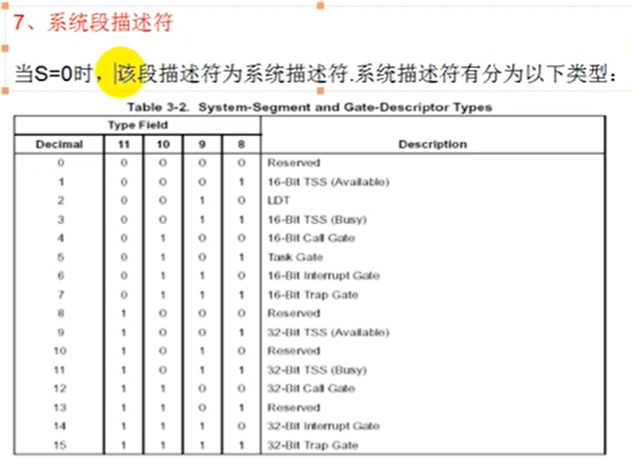 7、系统段描述符
当S=0时，该段描述符为系统描述符.系统描述符有分为以下类型：
Table 3-2. System-Segment and Gate-Descriptor Types
Type Field
Decimal 11 10 9 8 Description
0 0 0 0 0 Reserved
1 0 0 0 1 16-Bit TSS (Available)
2 0 0 1 0 LDT
3 0 0 1 1 16-Bit TSS (Busy)
4 0 1 0 0 16-Bit Call Gate
5 0 1 0 1 Task Gate
6 0 1 1 0 16-Bit Interrupt Gate
7 0 1 1 1 16-Bit Trap Gate
8 1 0 0 0 Reserved
9 1 0 0 1 32-Bit TSS (Available)
10 1 0 1 0 Reserved
11 1 0 1 1 32-Bit TSS (Busy)
12 1 1 0 0 32-Bit Call Gate
13 1 1 0 1 Reserved
14 1 1 1 0 32-Bit Interrupt Gate
15 1 1 1 1 32-Bit Trap Gate